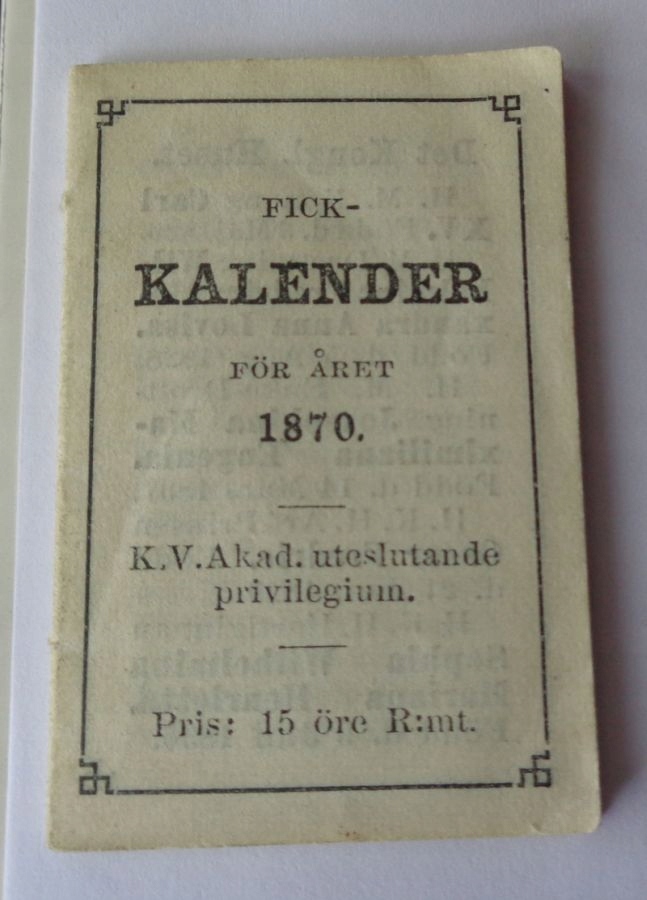 FICK-
KALENDER
FÖR ÅRET
1870.
K.V.Akad. uteslutande
privilegium.
Pris: 15 öre R:mt.